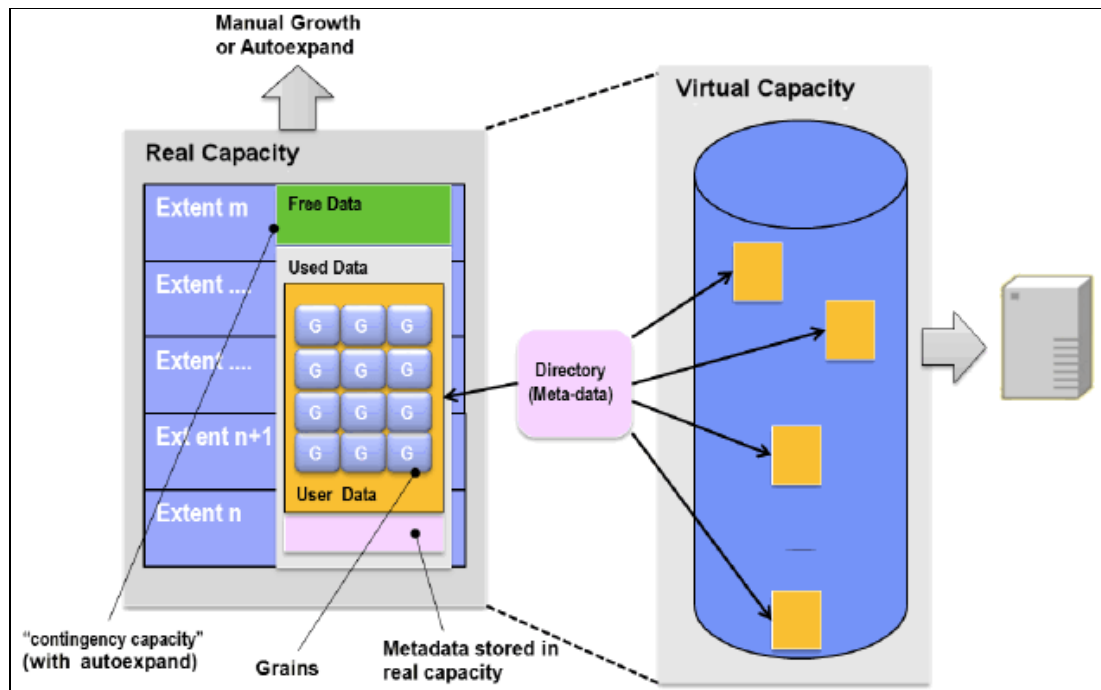 Manual Growth
or Autoexpand
Virtual Capacity
Real Capacity
Extent m
Free Data
Used Data
Extent ....
G G G
Extent ....
G G G
Directory
(Meta-data)
G G G
Ext ent n+1
G G G
User Data
Extent n
"contingency capacity"
(with autoexpand)
Grains
Metadata stored in
real capacity